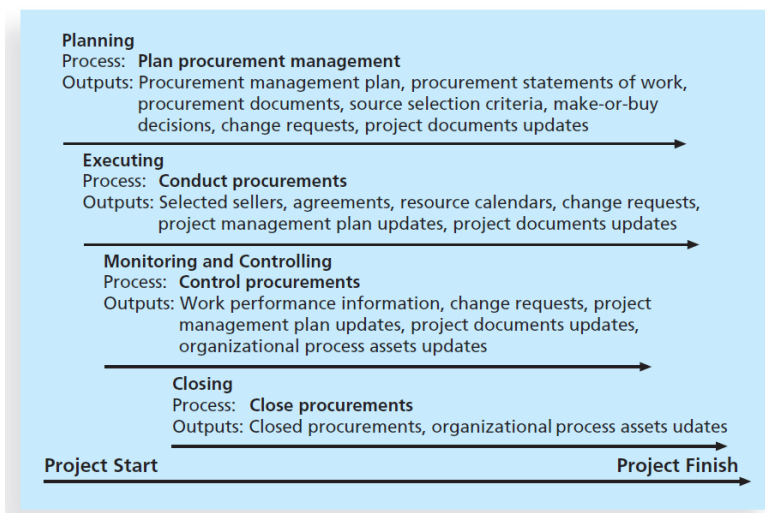 Planning
Process: Plan procurement management
Outputs: Procurement management plan, procurement statements of work,
procurement documents, source selection criteria, make-or-buy
decisions, change requests, project documents updates
Executing
Process: Conduct procurements
Outputs: Selected sellers, agreements, resource calendars, change requests,
project management plan updates, project documents updates
Monitoring and Controlling
Process: Control procurements
Outputs: Work performance information, change requests, project
management plan updates, project documents updates,
organizational process assets updates
Closing
Process: Close procurements
Outputs: Closed procurements, organizational process assets udates
Project Start Project Finish